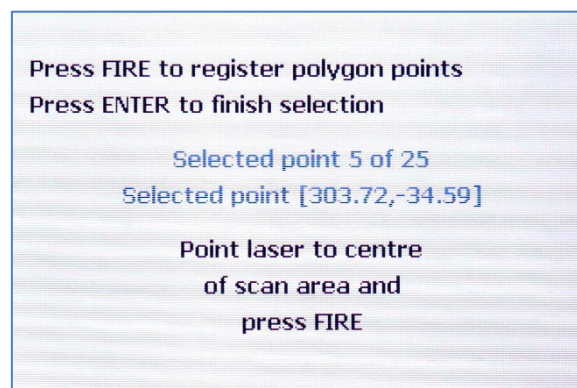 Press FIRE to register polygon points
Press ENTER to finish selection
Selected point 5 of 25
Selected point [303.72,-34.59]
Point laser to centre
of scan area and
press FIRE